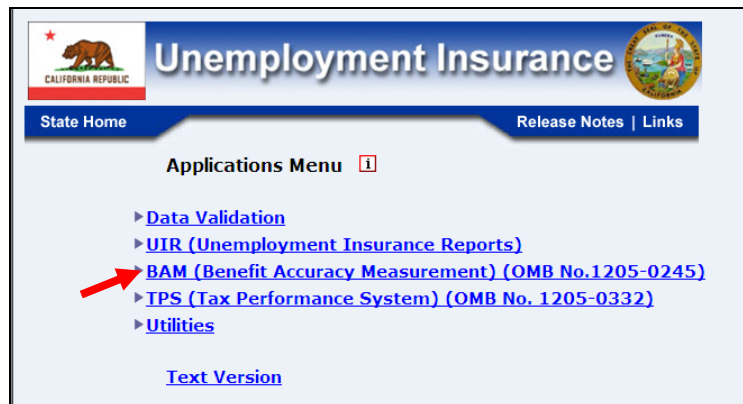 CALIFORNIA REPUBLIC
Unemployment Insurance
State Home
Release Notes | Links
Applications Menu i
Data Validation
UIR (Unemployment Insurance Reports)
BAM (Benefit Accuracy Measurement) (OMB No.1205-0245)
TPS (Tax Performance System) (OMB No. 1205-0332)
Utilities
Text Version